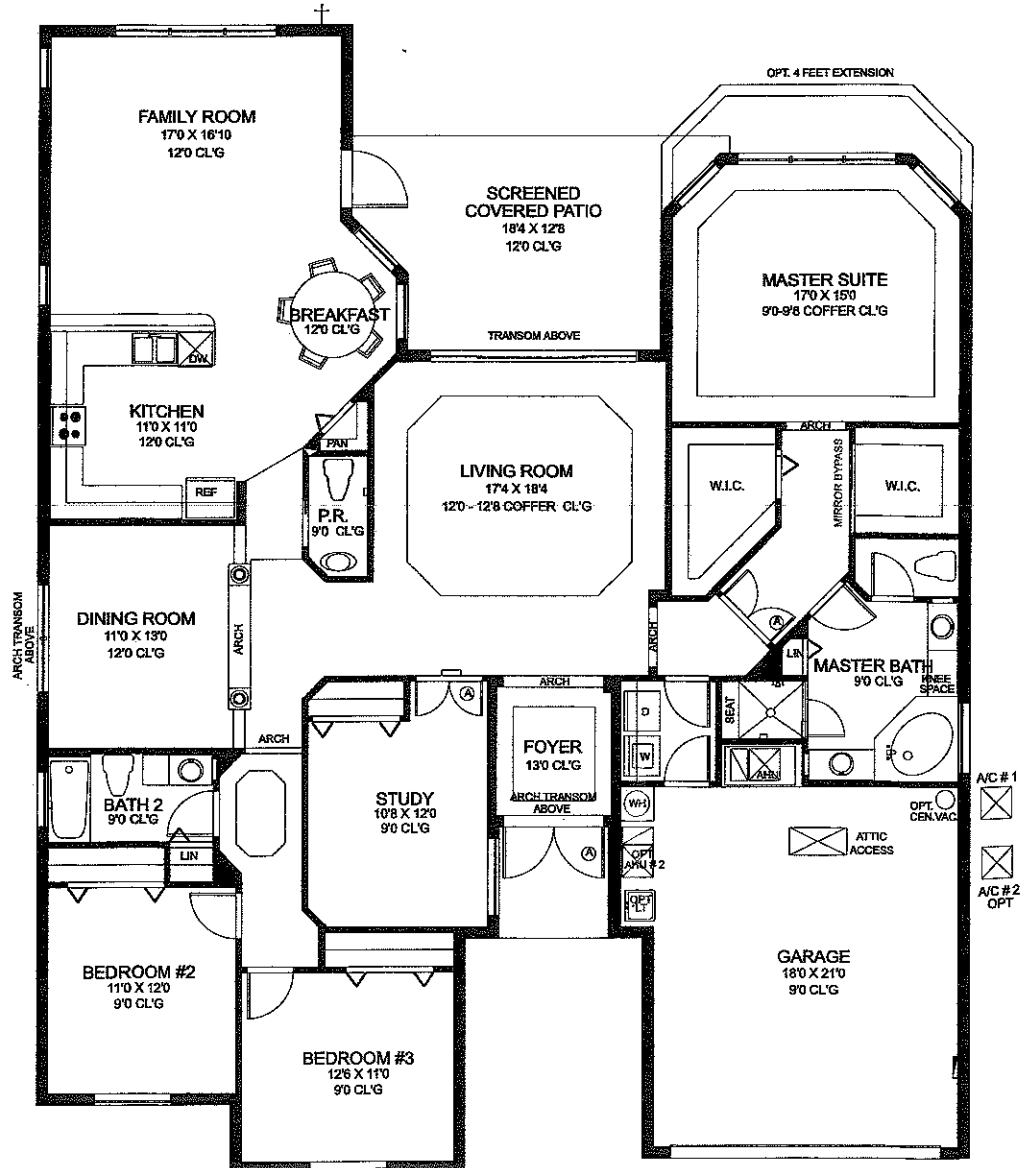 OPT. 4 FEET EXTENSION
FAMILY ROOM
17'0 X 16'10
12'0 CL'G
SCREENED
COVERED PATIO
18'4 X 12'8
12'0 CL'G
TRANSOM ABOVE
MASTER SUITE
17'0 X 15'0
9'0-9'8 COFFER CL'G
BREAKFAST
12'0 CL'G
DW
KITCHEN
11'0 X 11'0
12'0 CL'G
REF
PAN
P.R.
9'0 CL'G
LIVING ROOM
17'4 X 18'4
12'0 - 12'8 COFFER CL'G
ARCH
W.I.C.
MIRROR BYPASS
W.I.C.
ARCH TRANSOM
ABOVE
DINING ROOM
11'0 X 13'0
12'0 CL'G
ARCH
ARCH
ARCH
A
LIN
MASTER BATH
9'0 CL'G
KNEE
SPACE
SEAT
ARCH
A
D
W
FOYER
13'0 CL'G
ARCH TRANSOM
ABOVE
A
BATH 2
9'0 CL'G
LIN
STUDY
10'8 X 12'0
9'0 CL'G
WH
OPT
AHU #2
OPT
LT
OPT.
CEN.VAC.
ATTIC
ACCESS
A/C # 1
A/C # 2
OPT
GARAGE
18'0 X 21'0
9'0 CL'G
BEDROOM #2
11'0 X 12'0
9'0 CL'G
BEDROOM #3
12'6 X 11'0
9'0 CL'G